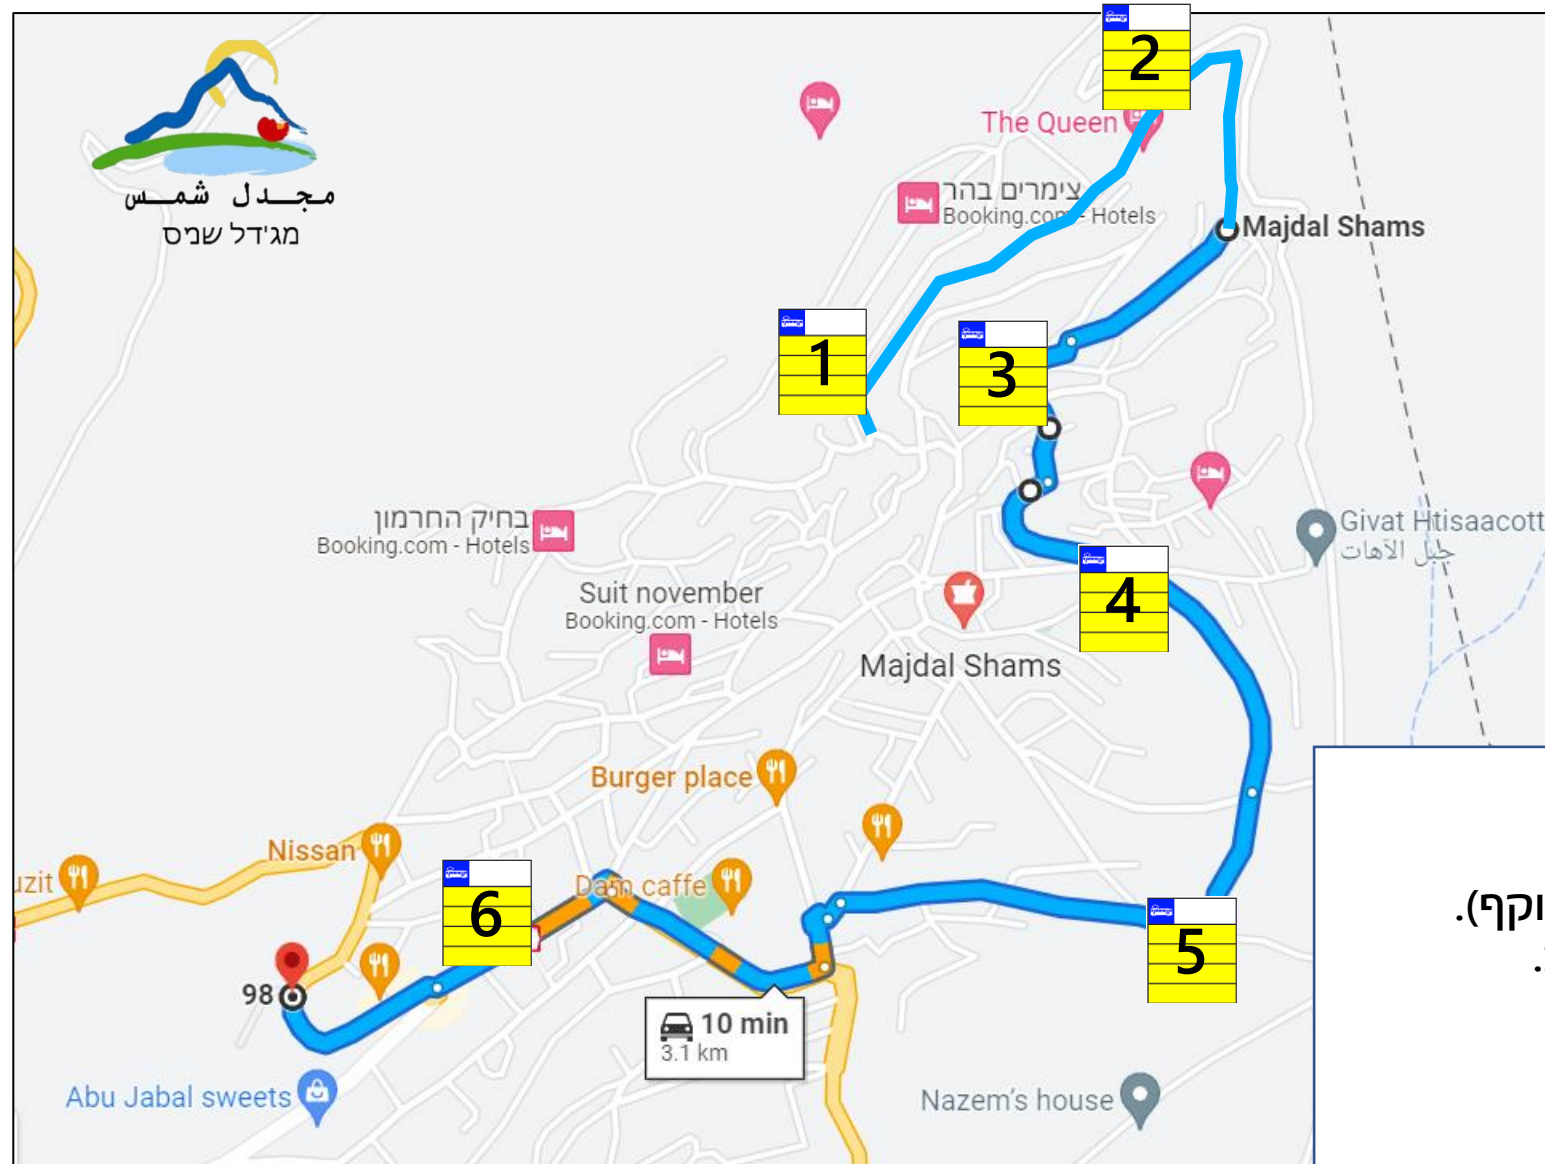 مجدل شمس
מג'דל שמס
2
The Queen
צימרים בהר
Booking.com - Hotels
Majdal Shams
1
3
בחיק החרמון
Booking.com - Hotels
Givat Htisaacott
جبل الآهات
Suit november
Booking.com - Hotels
4
Majdal Shams
Burger place
Nissan
Dam caffe
6
5
98
10 min
3.1 km
Abu Jabal sweets
Nazem's house